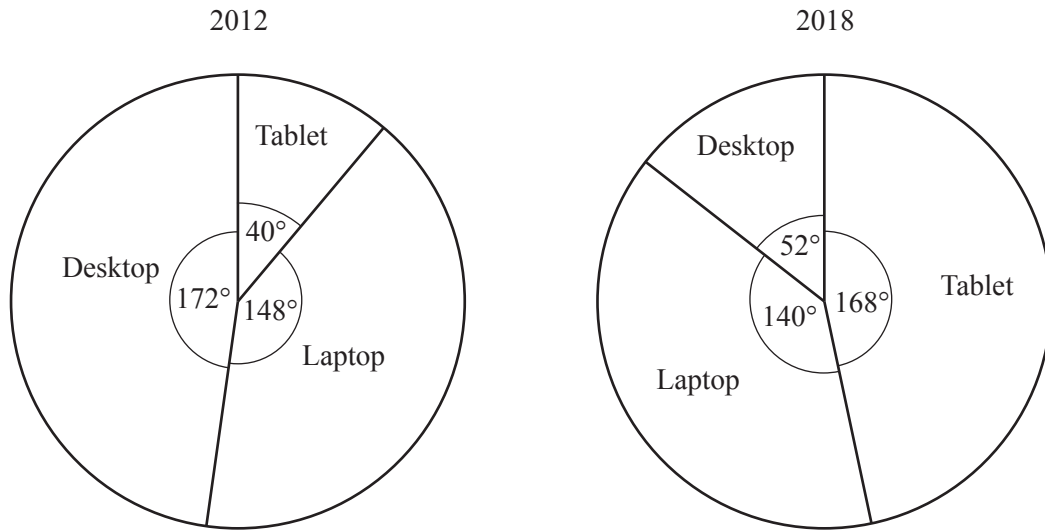 2012
Tablet
40°
Desktop
172°
148°
Laptop
2018
Desktop
52°
Tablet
168°
140°
Laptop